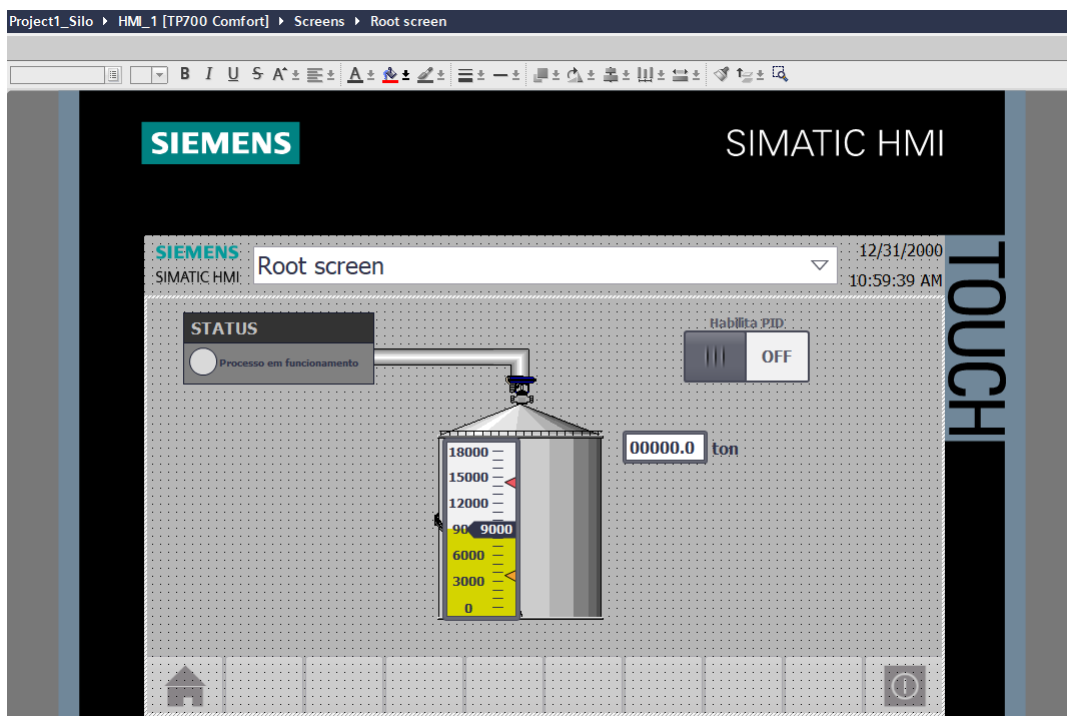 Project1_Silo ▸ HMI_1 [TP700 Comfort] ▸ Screens ▸ Root screen
B I U S A A
SIEMENS
SIMATIC HMI
SIEMENS
SIMATIC HMI
Root screen
12/31/2000
10:59:39 AM
TOUCH
STATUS
Processo em funcionamento
Habilita PID
OFF
00000.0 ton
18000
15000
12000
90 9000
6000
3000
0